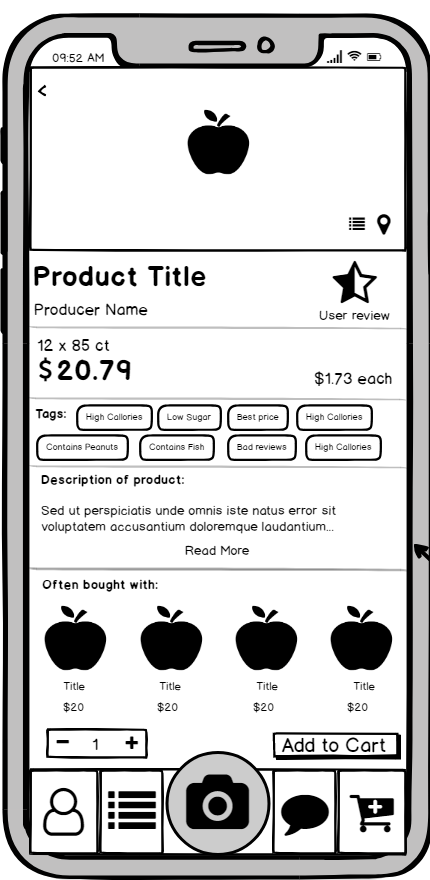 09:52 AM
<
Product Title
Producer Name
User review
12 x 85 ct
$20.79
$1.73 each
Tags: High Callories Low Sugar Best price High Callories
Contains Peanuts Contains Fish Bad reviews High Callories
Description of product:
Sed ut perspiciatis unde omnis iste natus error sit
voluptatem accusantium doloremque laudantium...
Read More
Often bought with:
Title Title Title Title
$20 $20 $20 $20
- 1 +
Add to Cart